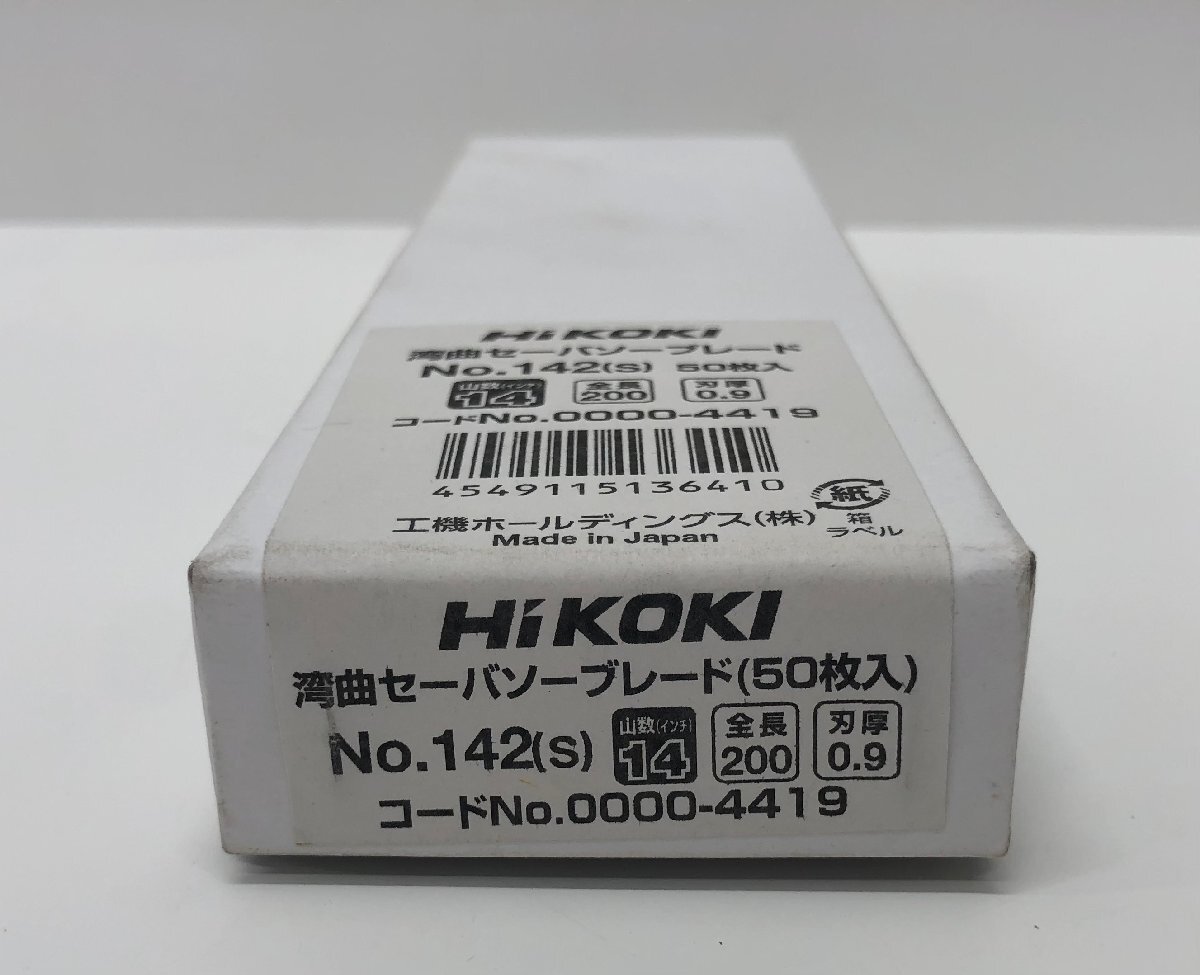 HiKOKI
湾曲セーバソーブレード
No.142(S) 50枚入
山数(インチ) 14 全長 200 刃厚 0.9
コードNo.0000-4419
4549115136410
紙
箱
ラベル
工機ホールディングス(株)
Made in Japan
HiKOKI
湾曲セーバソーブレード(50枚入)
No.142(S) 山数(インチ) 14 全長 200 刃厚 0.9
コードNo.0000-4419